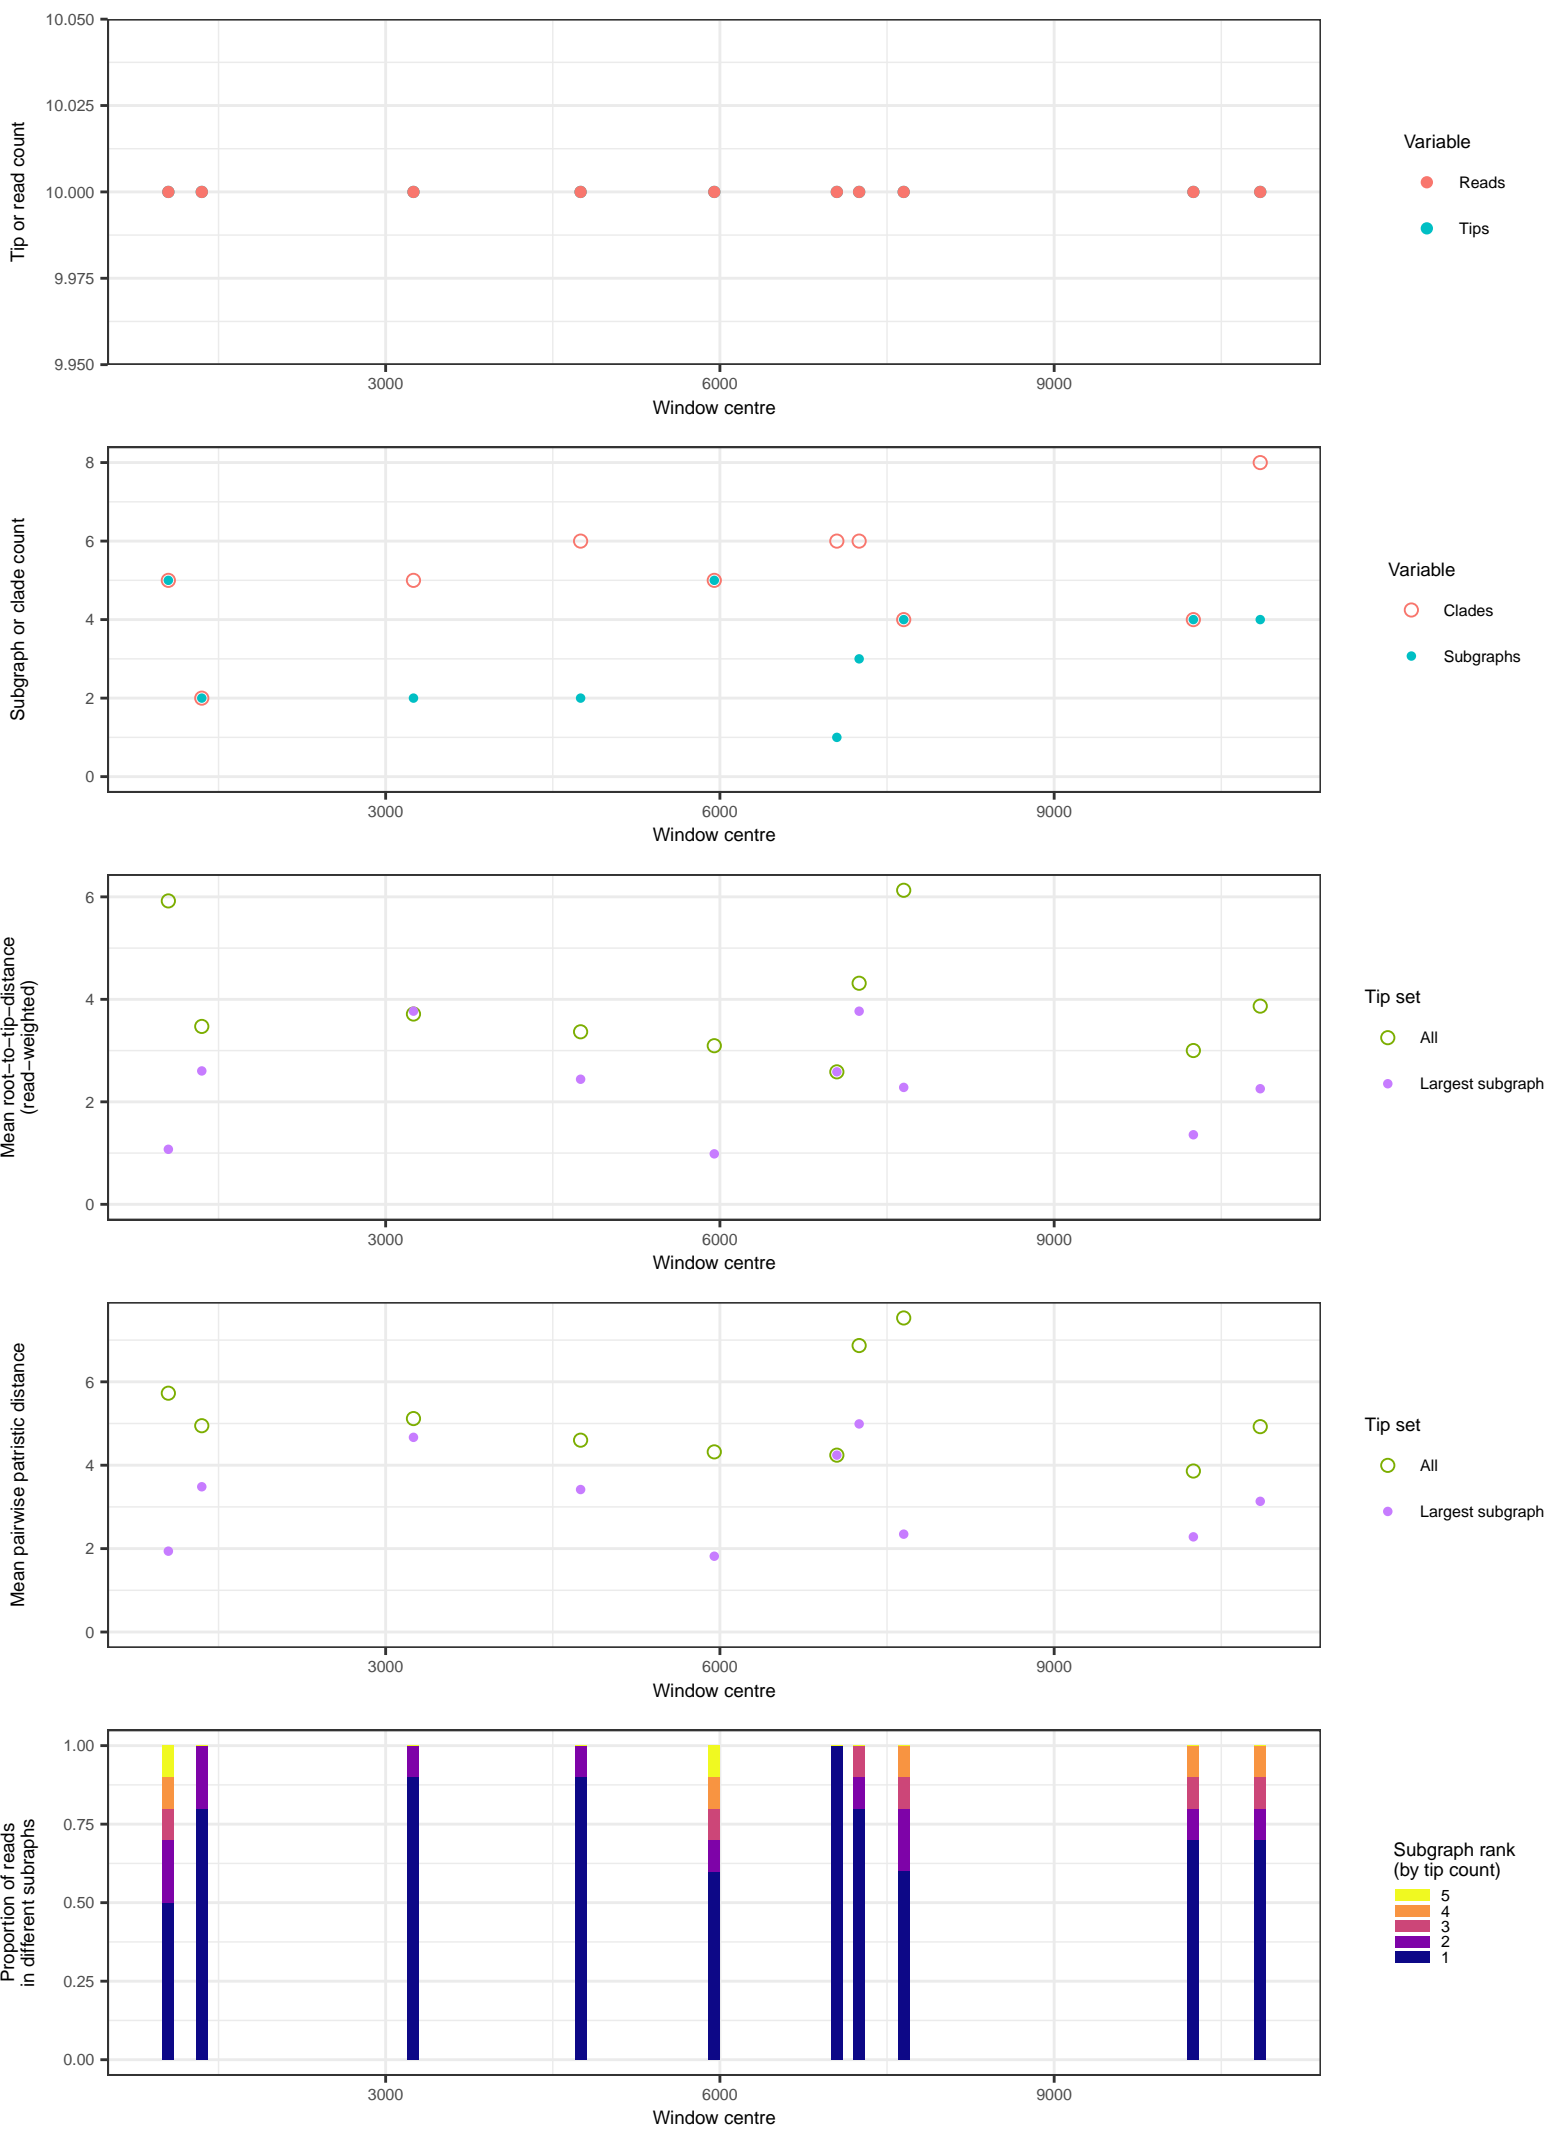 10.050
10.025
10.000
9.975
9.950
Tip or read count
3000
6000
9000
Window centre
Variable
Reads
Tips
8
6
4
2
0
Subgraph or clade count
3000
6000
9000
Window centre
Variable
Clades
Subgraphs
6
4
2
0
Mean root−to−tip−distance
(read−weighted)
3000
6000
9000
Window centre
Tip set
All
Largest subgraph
6
4
2
0
Mean pairwise patristic distance
3000
6000
9000
Window centre
Tip set
All
Largest subgraph
1.00
0.75
0.50
0.25
0.00
Proportion of reads
in different subraphs
3000
6000
9000
Window centre
Subgraph rank
(by tip count)
5
4
3
2
1